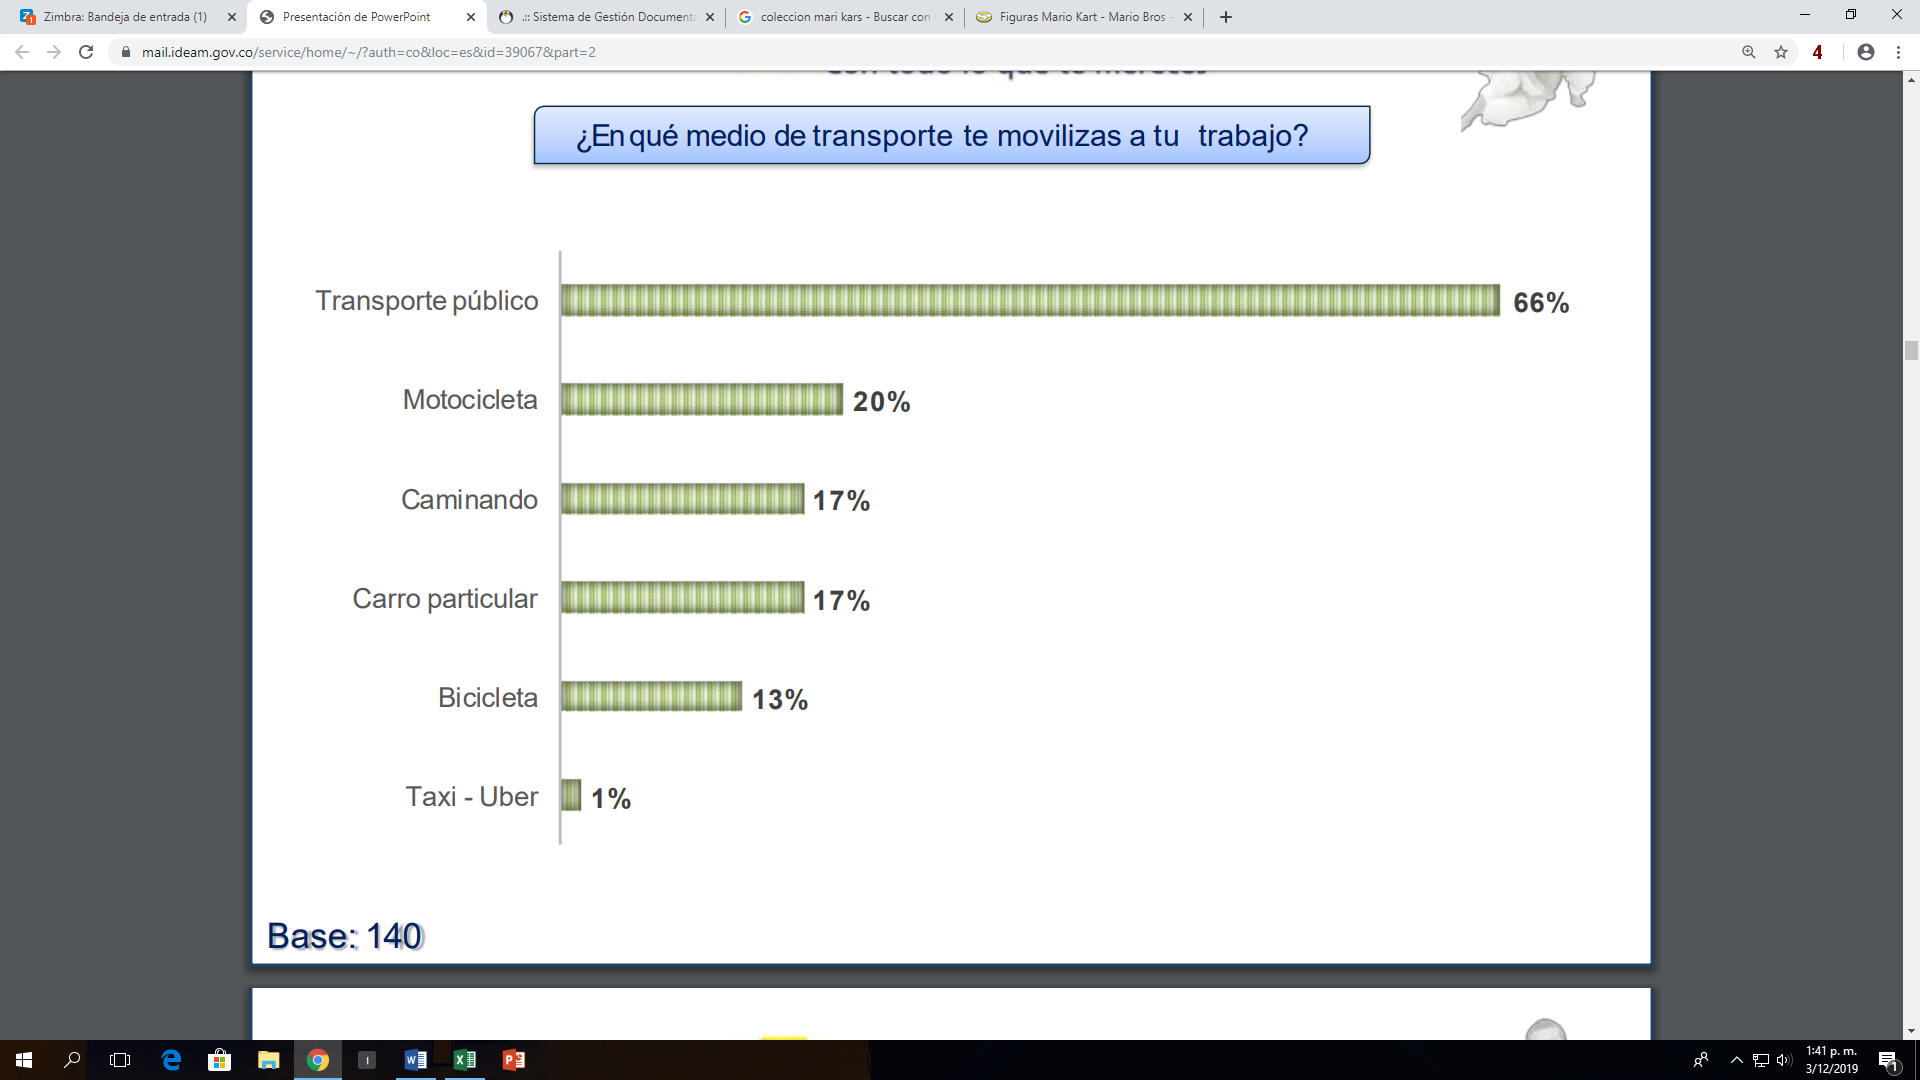 Zimbra: Bandeja de entrada (1)
Presentación de PowerPoint
.:: Sistema de Gestión Documenta
coleccion mari kars - Buscar con
Figuras Mario Kart - Mario Bros -
mail.ideam.gov.co/service/home/~/?auth=co&loc=es&id=39067&part=2
4
¿En qué medio de transporte te movilizas a tu trabajo?
Transporte público 66%
Motocicleta 20%
Caminando 17%
Carro particular 17%
Bicicleta 13%
Taxi - Uber 1%
Base: 140
1:41 p. m.
3/12/2019
1